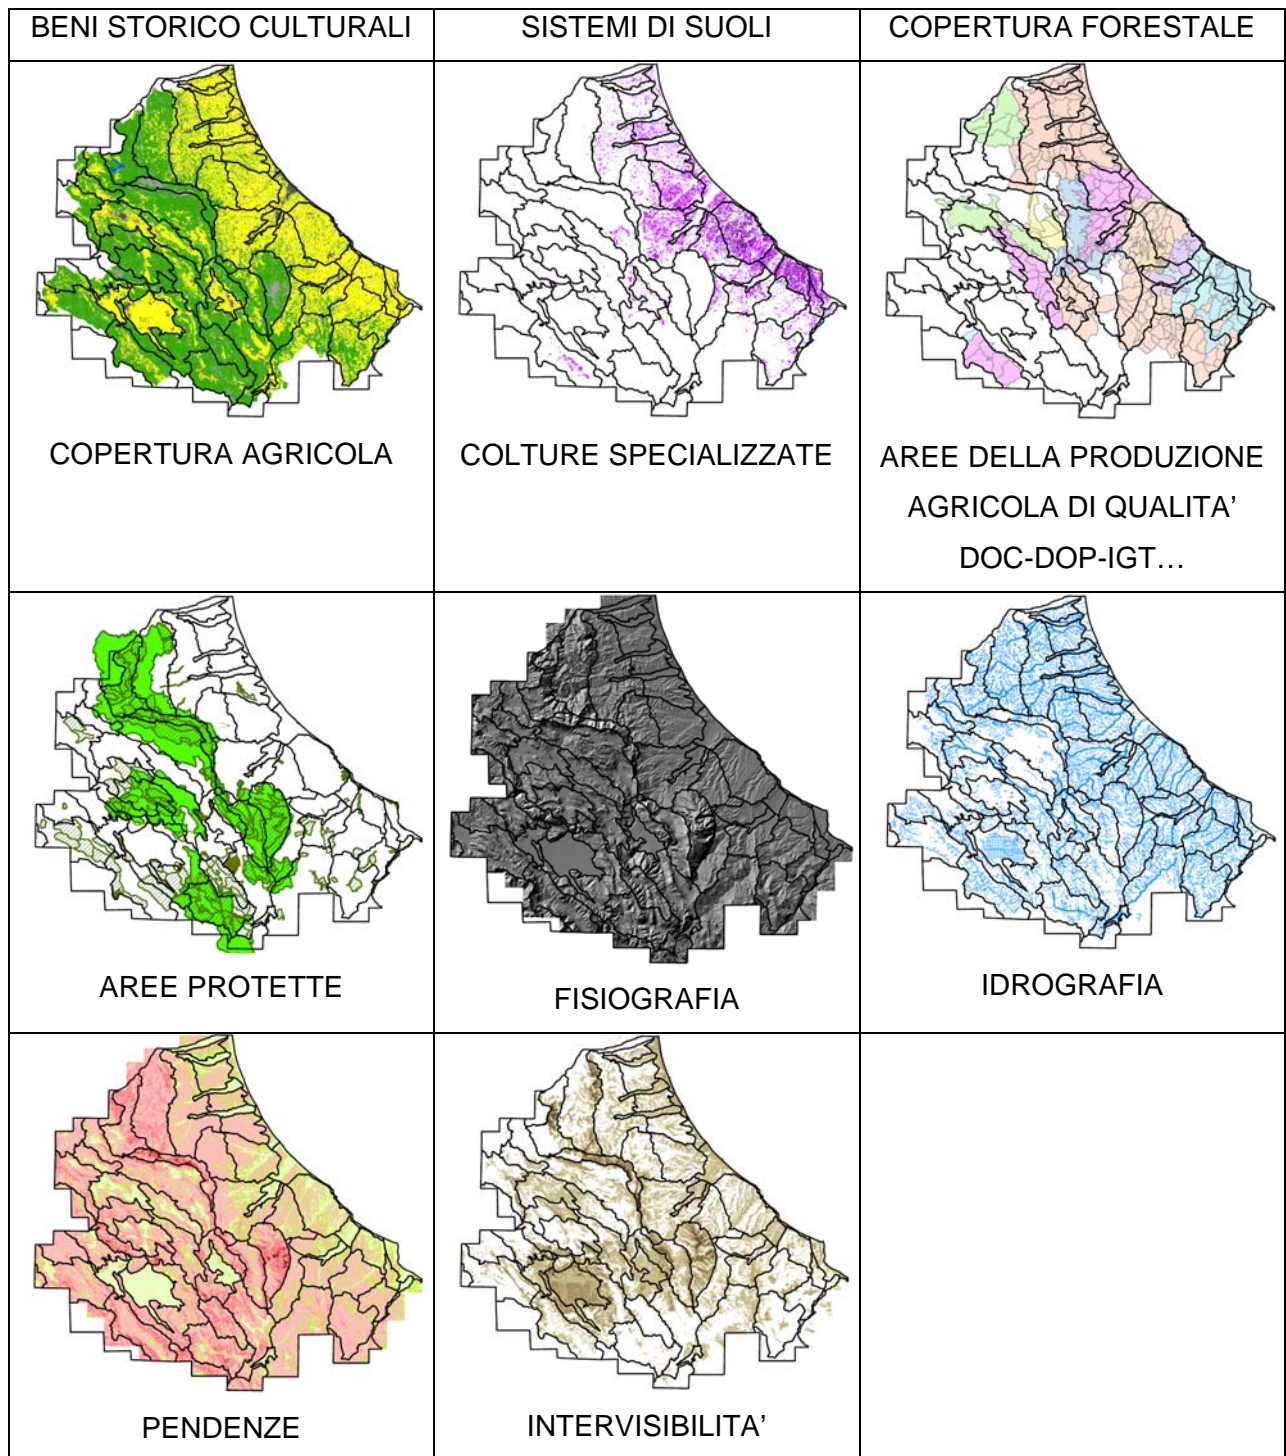 BENI STORICO CULTURALI
SISTEMI DI SUOLI
COPERTURA FORESTALE
COPERTURA AGRICOLA
COLTURE SPECIALIZZATE
AREE DELLA PRODUZIONE
AGRICOLA DI QUALITA'
DOC-DOP-IGT…
AREE PROTETTE
FISIOGRAFIA
IDROGRAFIA
PENDENZE
INTERVISIBILITA'